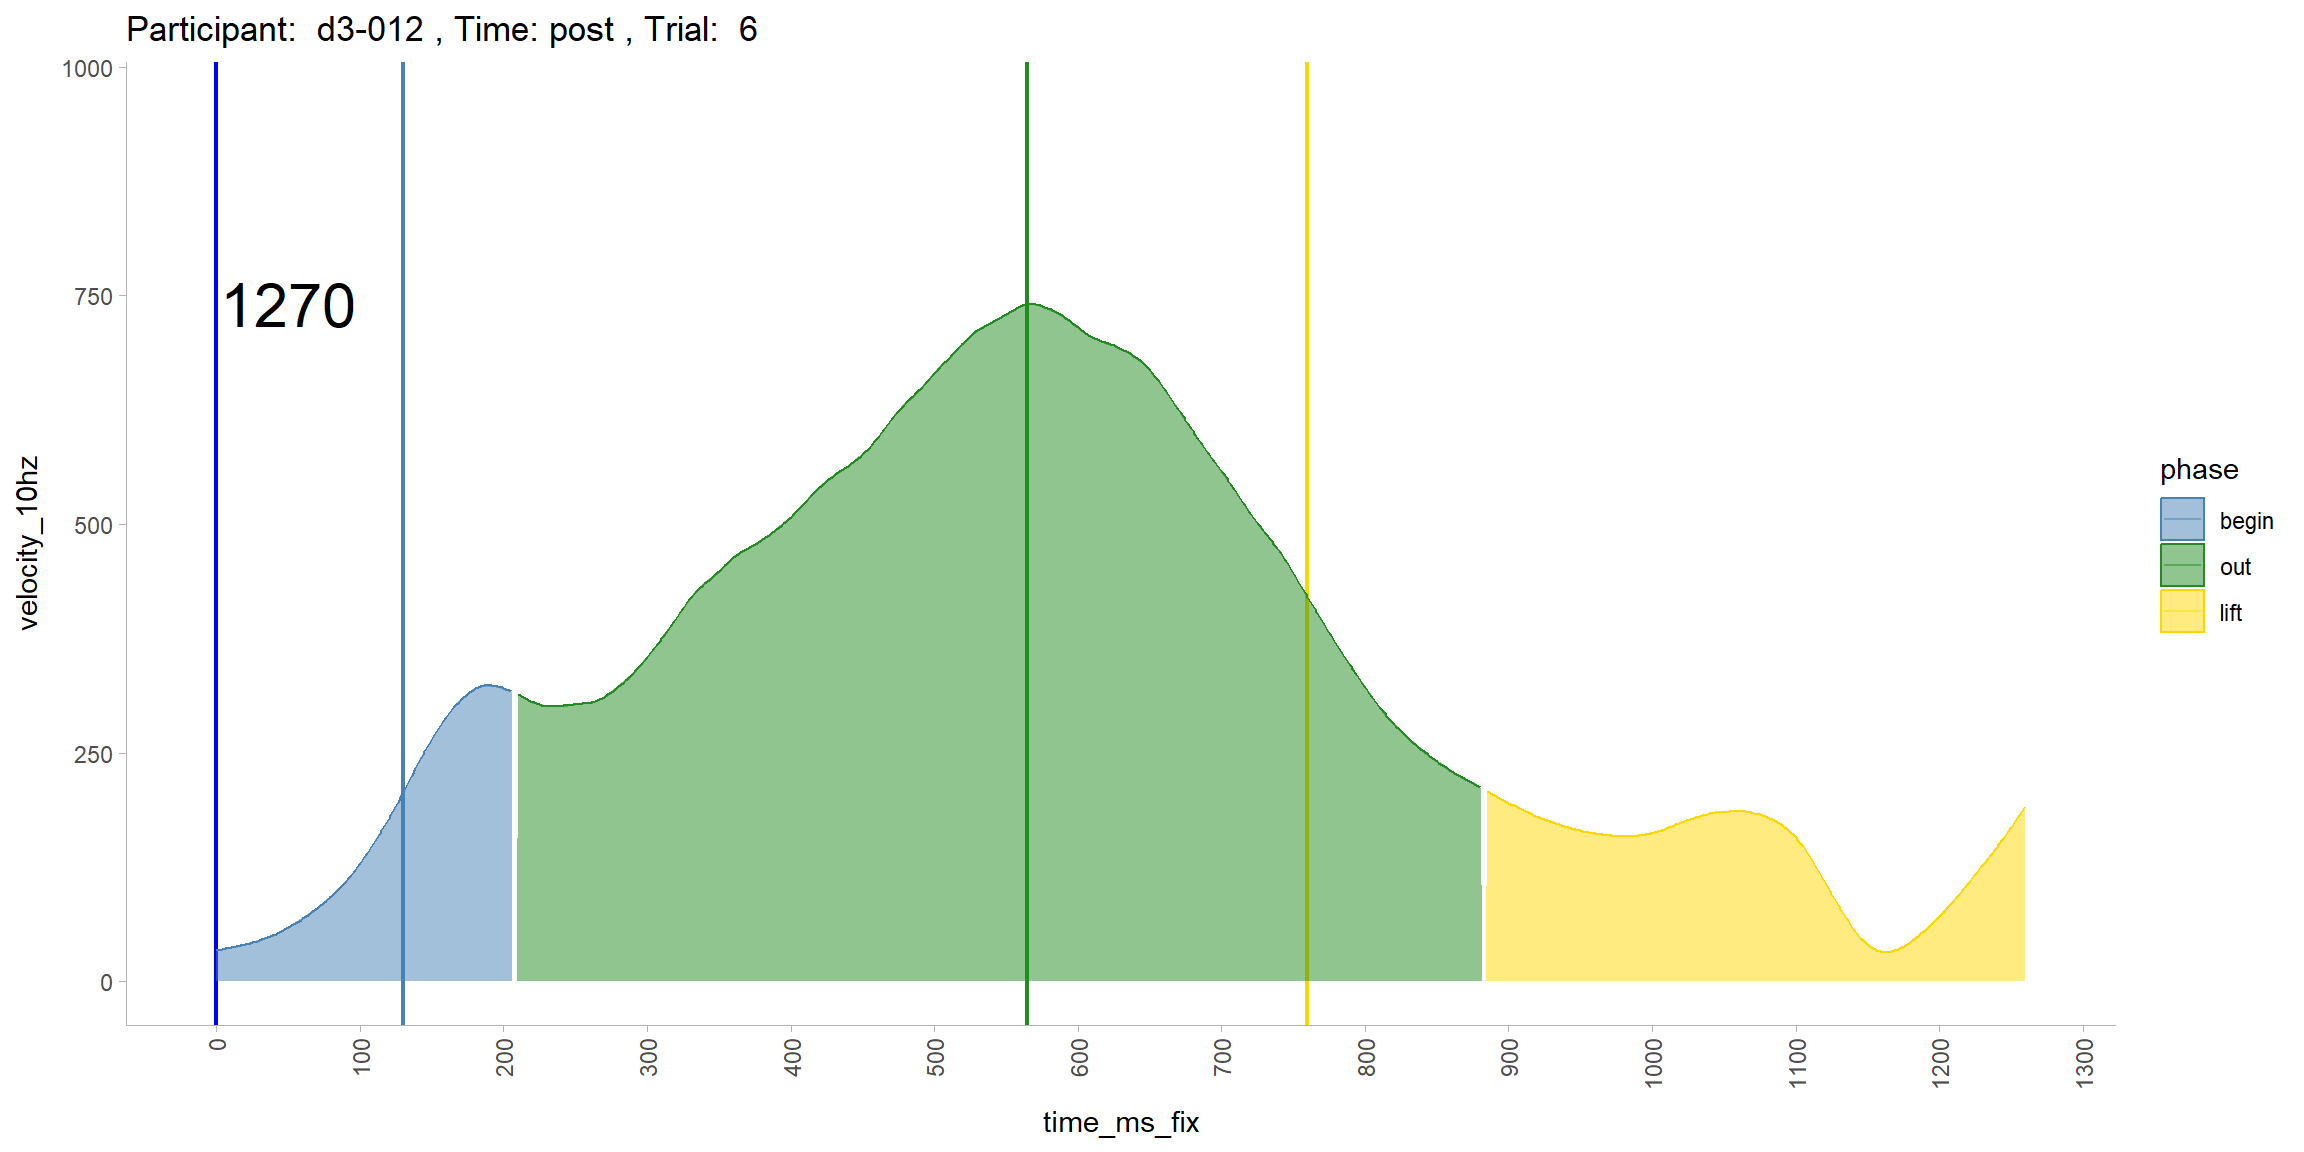 Participant:  d3-012 , Time: post , Trial:  6
1000
750
500
250
0
velocity_10hz
1270
0
100
200
300
400
500
600
700
800
900
1000
1100
1200
1300
time_ms_fix
phase
begin
out
lift